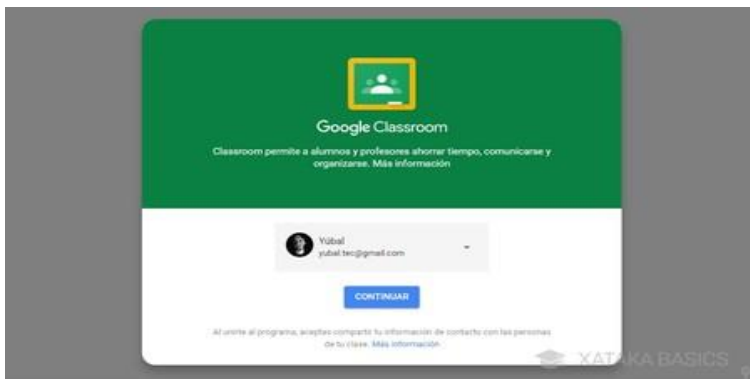 Google Classroom
Classroom permite a alumnos y profesores ahorrar tiempo, comunicarse y
organizarse. Más información
Yúbal
yubal.tec@gmail.com
CONTINUAR
Al unirte al programa, aceptas compartir tu información de contacto con las personas
de tu clase. Más información
XATAKA BASICS